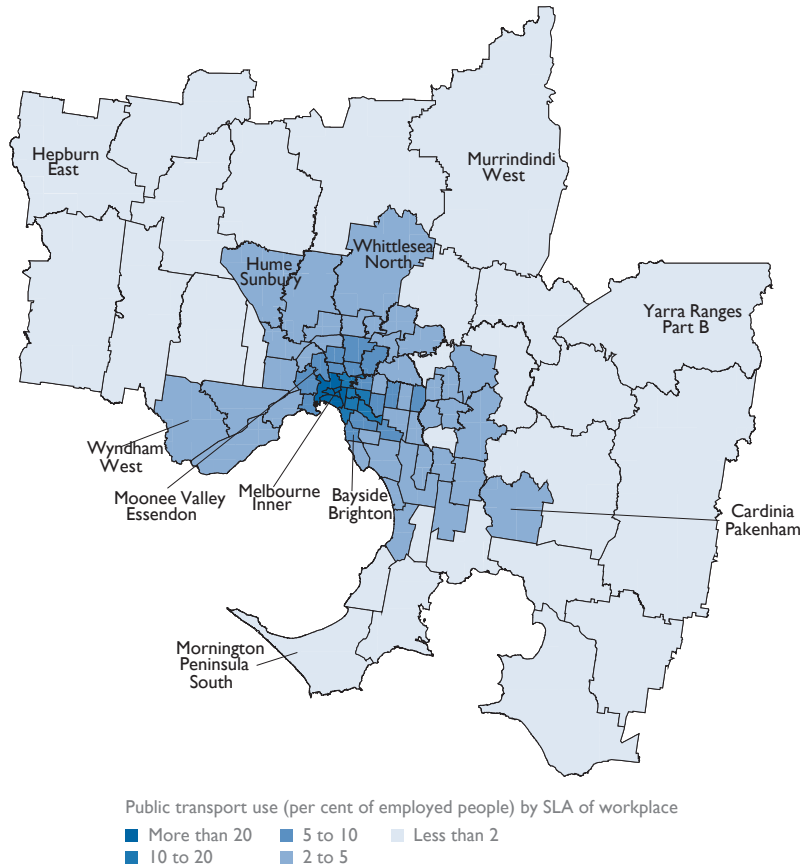 Hepburn
East
Murrindindi
West
Whittlesea
North
Hume
Sunbury
Yarra Ranges
Part B
Wyndham
West
Moonee Valley
Essendon
Melbourne
Inner
Bayside
Brighton
Cardinia
Pakenham
Mornington
Peninsula
South
Public transport use (per cent of employed people) by SLA of workplace
More than 20 5 to 10 Less than 2
10 to 20 2 to 5